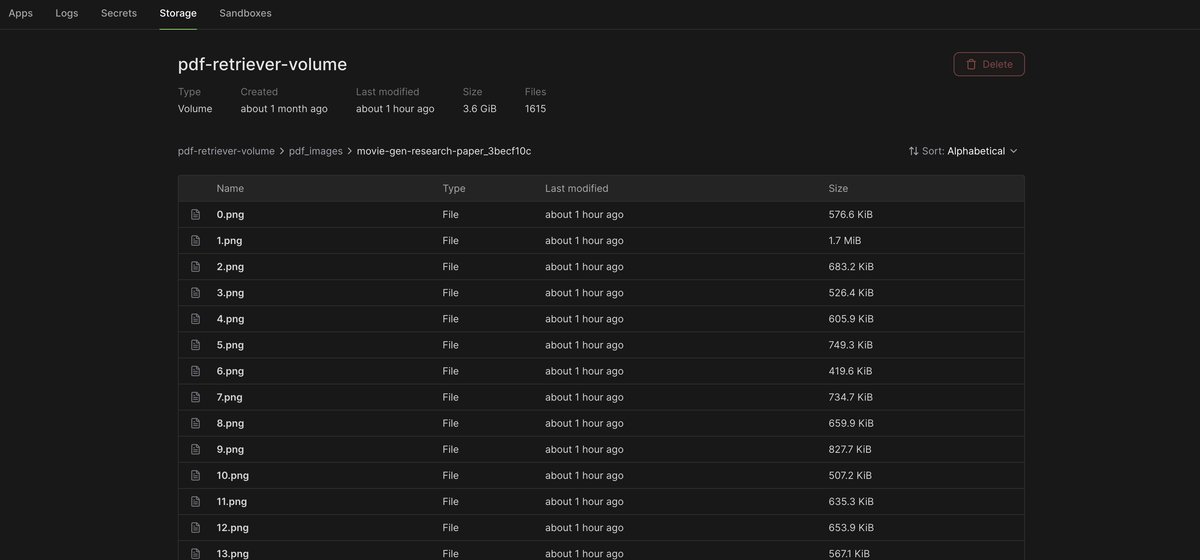 Apps Logs Secrets Storage Sandboxes
pdf-retriever-volume
Delete
Type Created Last modified Size Files
Volume about 1 month ago about 1 hour ago 3.6 GiB 1615
pdf-retriever-volume > pdf_images > movie-gen-research-paper_3becf10c
Sort: Alphabetical
Name Type Last modified Size
0.png File about 1 hour ago 576.6 KiB
1.png File about 1 hour ago 1.7 MiB
2.png File about 1 hour ago 683.2 KiB
3.png File about 1 hour ago 526.4 KiB
4.png File about 1 hour ago 605.9 KiB
5.png File about 1 hour ago 749.3 KiB
6.png File about 1 hour ago 419.6 KiB
7.png File about 1 hour ago 734.7 KiB
8.png File about 1 hour ago 659.9 KiB
9.png File about 1 hour ago 827.7 KiB
10.png File about 1 hour ago 507.2 KiB
11.png File about 1 hour ago 635.3 KiB
12.png File about 1 hour ago 653.9 KiB
13.png File about 1 hour ago 567.1 KiB